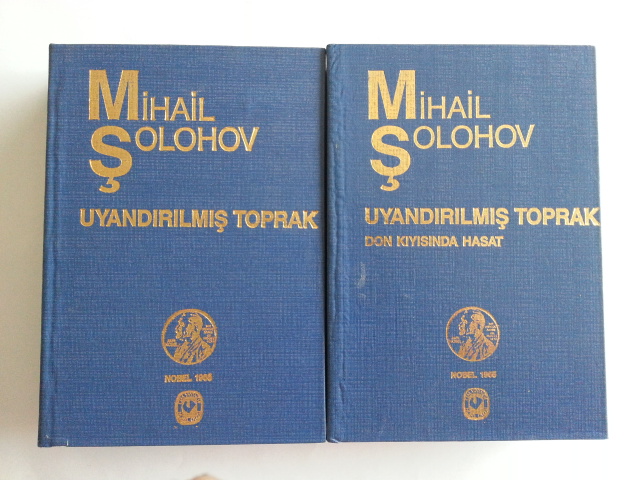 MİHAİL
ŞOLOHOV
UYANDIRILMIŞ TOPRAK
NOBEL 1965
MİHAİL
ŞOLOHOV
UYANDIRILMIŞ TOPRAK
DON KIYISINDA HASAT
NOBEL 1965